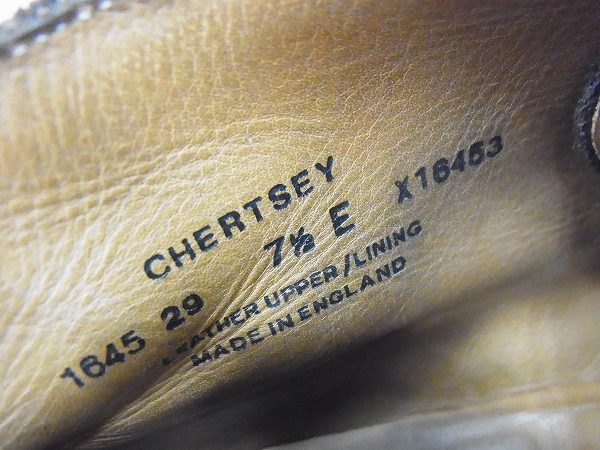 CHERTSEY
7½ E X16453
1645 29
LEATHER UPPER/LINING
MADE IN ENGLAND